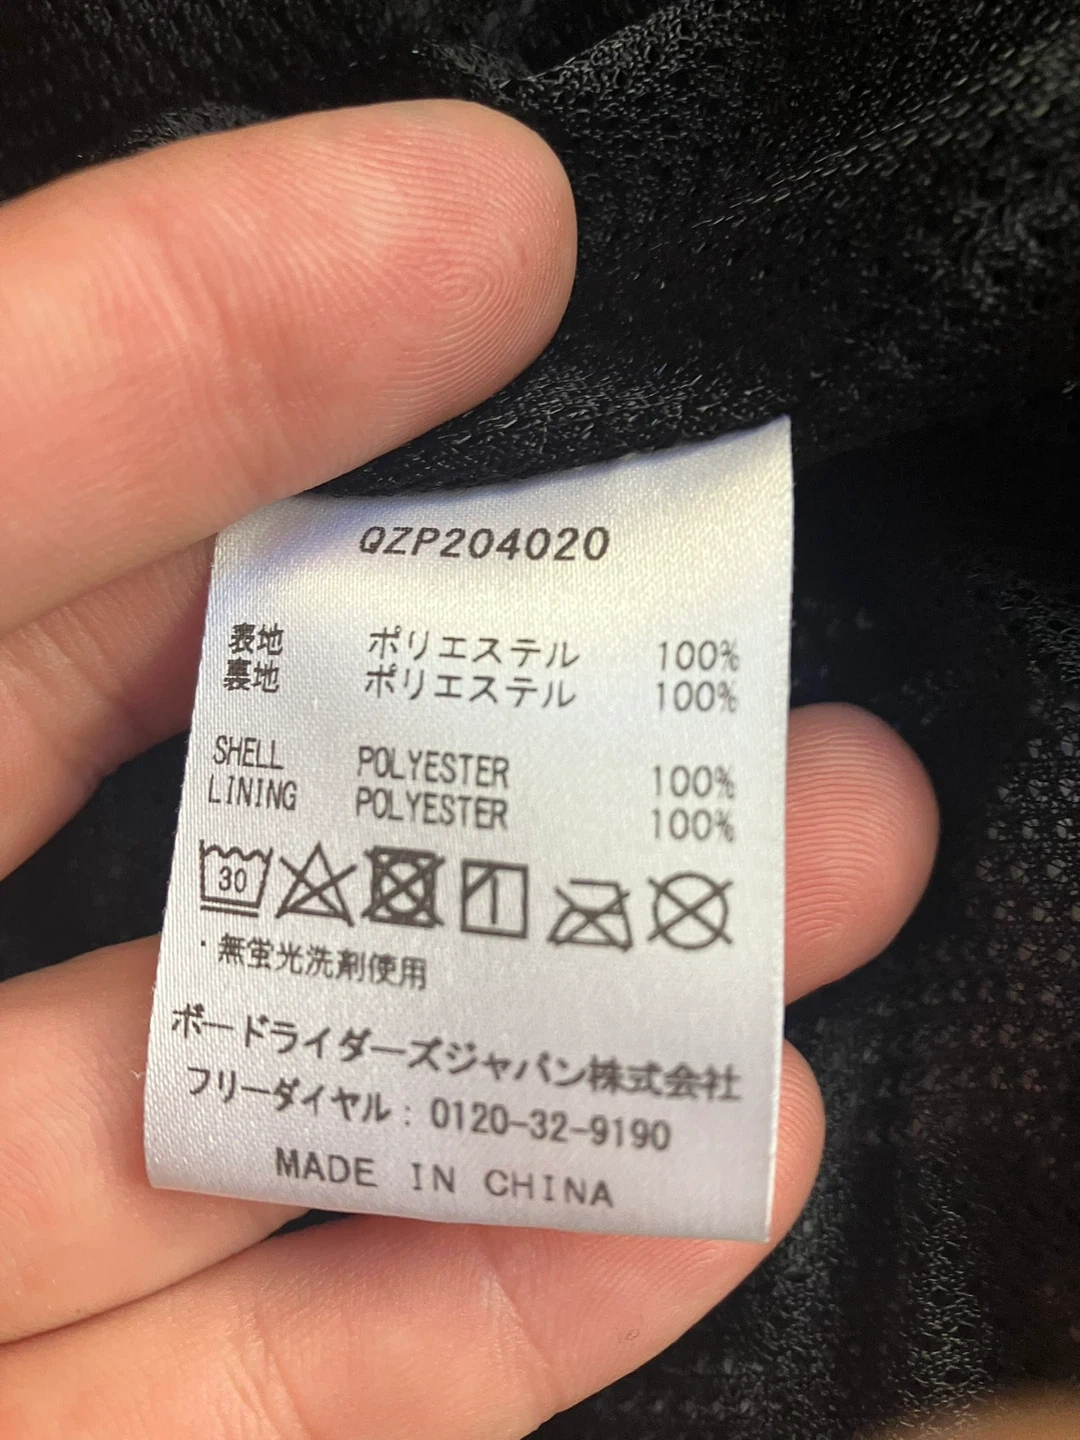 QZP204020
表地 ポリエステル 100%
裏地 ポリエステル 100%
SHELL POLYESTER 100%
LINING POLYESTER 100%
30
・無蛍光洗剤使用
ボードライダーズジャパン株式会社
フリーダイヤル：0120-32-9190
MADE IN CHINA